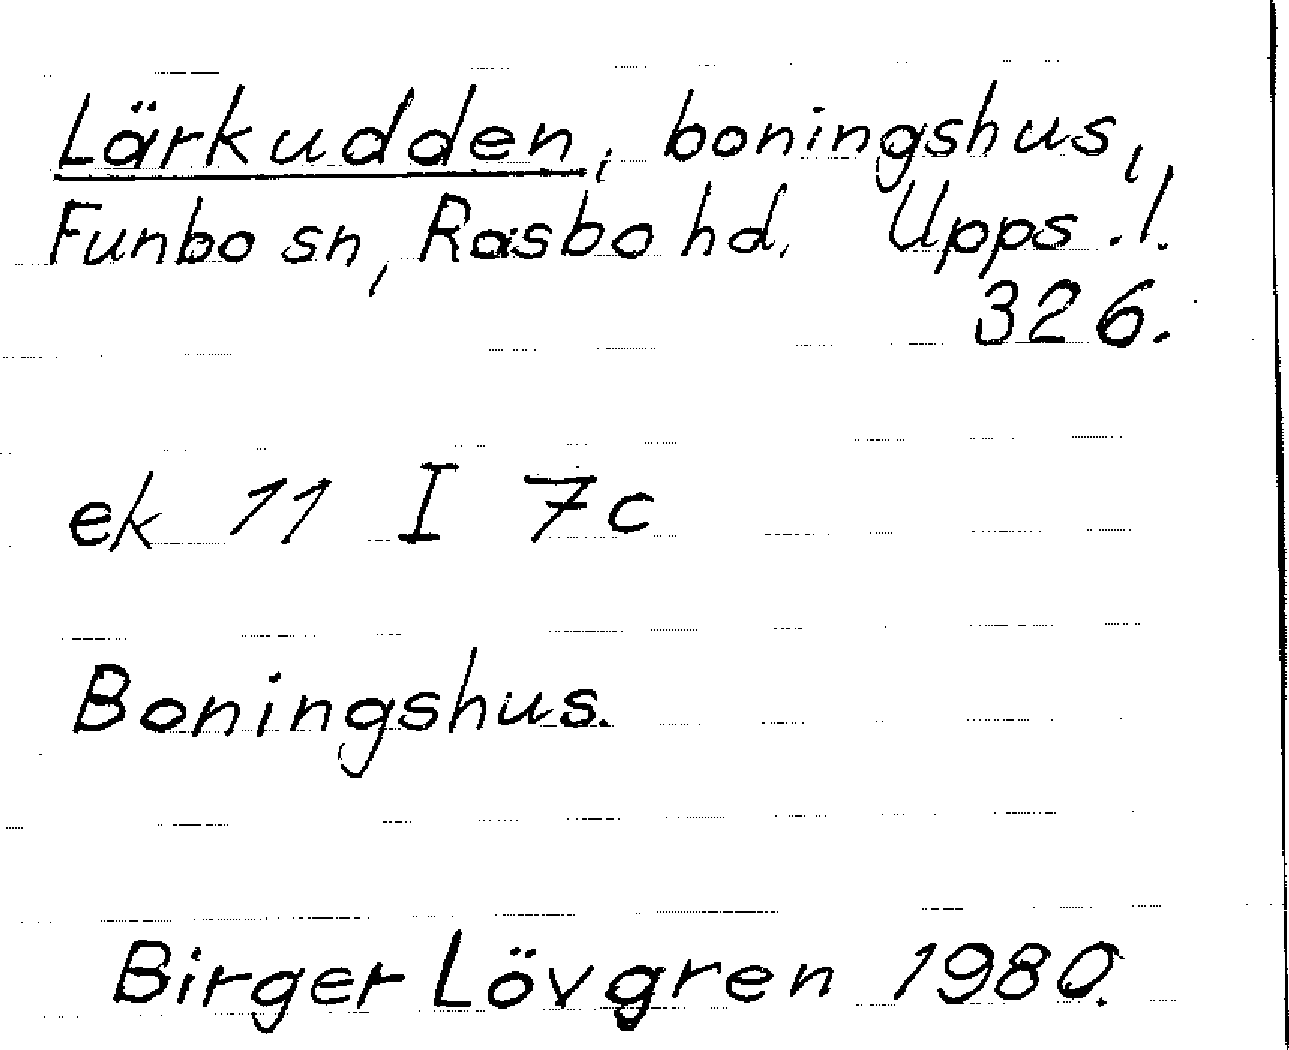 Lärkudden, boningshus,
Funbo sn, Rasbo hd. Upps. l.
326.
ek 11 I 7c
Boningshus.
Birger Lövgren 1980.